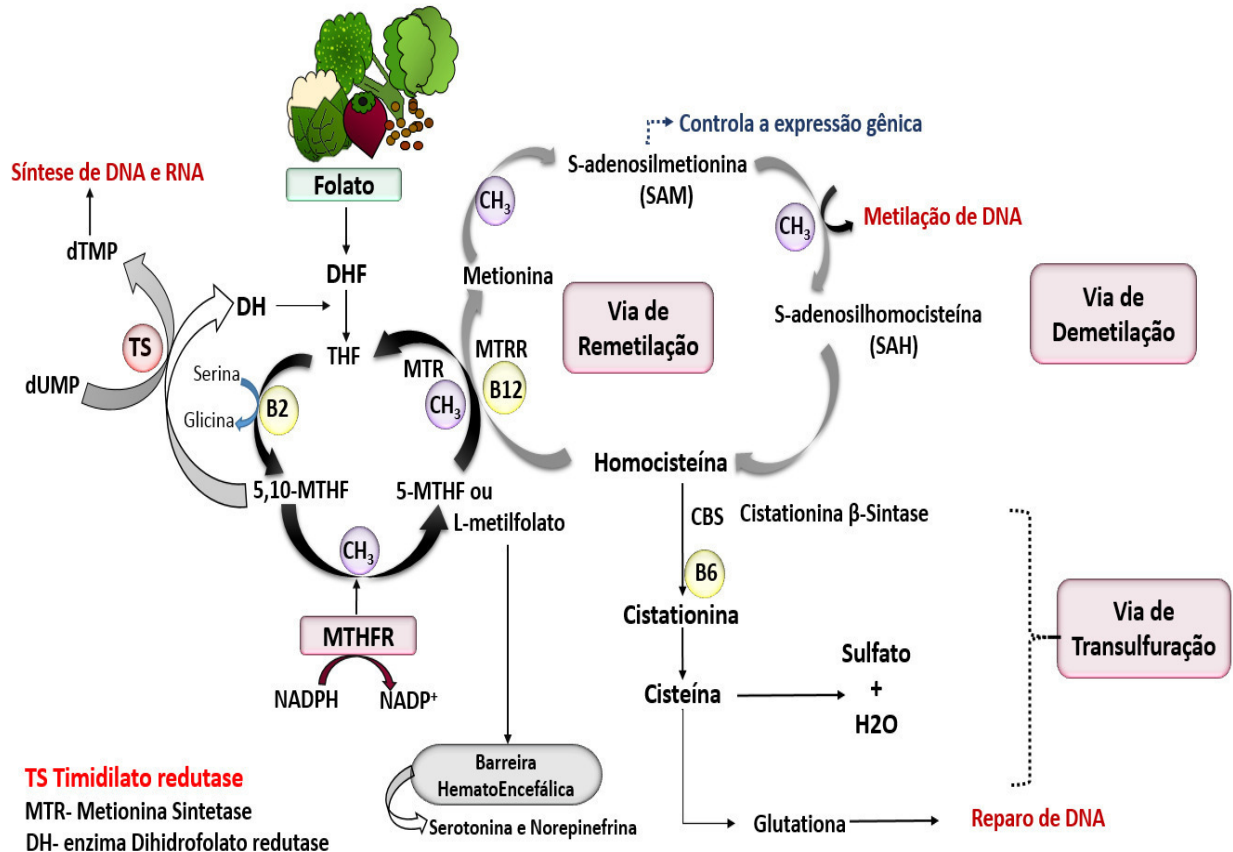 Folato
Síntese de DNA e RNA
dTMP
TS
dUMP
DH
DHF
THF
Serina
Glicina
B2
5,10-MTHF
CH3
MTHFR
NADPH
NADP+
5-MTHF ou
L-metilfolato
MTR
CH3
MTRR
B12
Metionina
CH3
S-adenosilmetionina
(SAM)
Controla a expressão gênica
CH3
Metilação de DNA
S-adenosilhomocisteína
(SAH)
Via de
Remetilação
Via de
Demetilação
Homocisteína
CBS
Cistationina β-Sintase
B6
Cistationina
Cisteína
Sulfato
+
H2O
Via de
Transulfuração
Glutationa
Reparo de DNA
Barreira
HematoEncefálica
Serotonina e Norepinefrina
TS Timidilato redutase
MTR- Metionina Sintetase
DH- enzima Dihidrofolato redutase